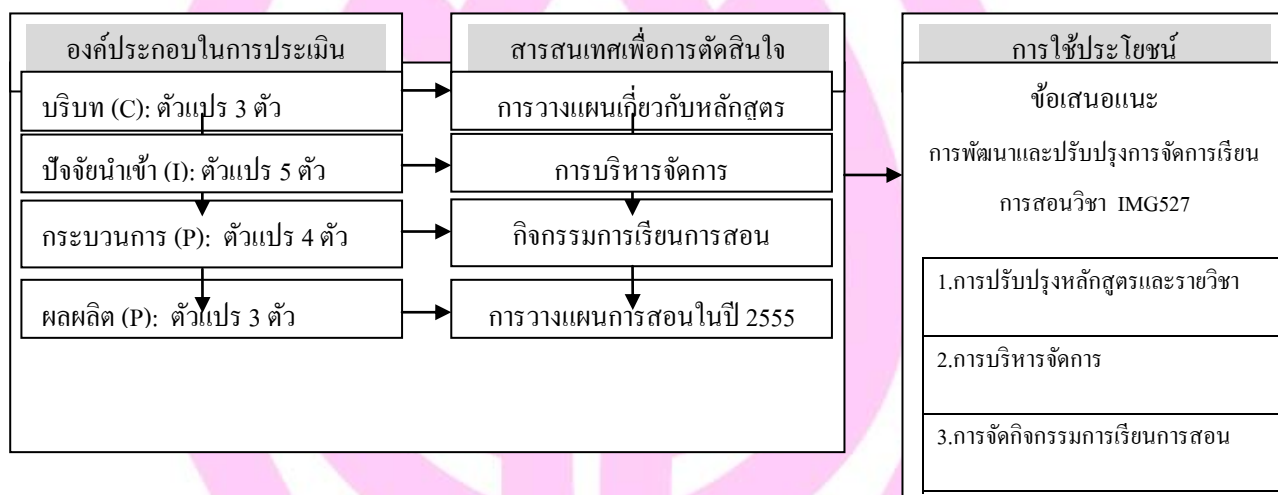 องค์ประกอบในการประเมิน
บริบท (C): ตัวแปร 3 ตัว
ปัจจัยนำเข้า (I): ตัวแปร 5 ตัว
กระบวนการ (P): ตัวแปร 4 ตัว
ผลผลิต (P): ตัวแปร 3 ตัว
สารสนเทศเพื่อการตัดสินใจ
การวางแผนเกี่ยวกับหลักสูตร
การบริหารจัดการ
กิจกรรมการเรียนการสอน
การวางแผนการสอนในปี 2555
การใช้ประโยชน์
ข้อเสนอแนะ
การพัฒนาและปรับปรุงการจัดการเรียน
การสอนวิชา IMG527
1.การปรับปรุงหลักสูตรและรายวิชา
2.การบริหารจัดการ
3.การจัดกิจกรรมการเรียนการสอน